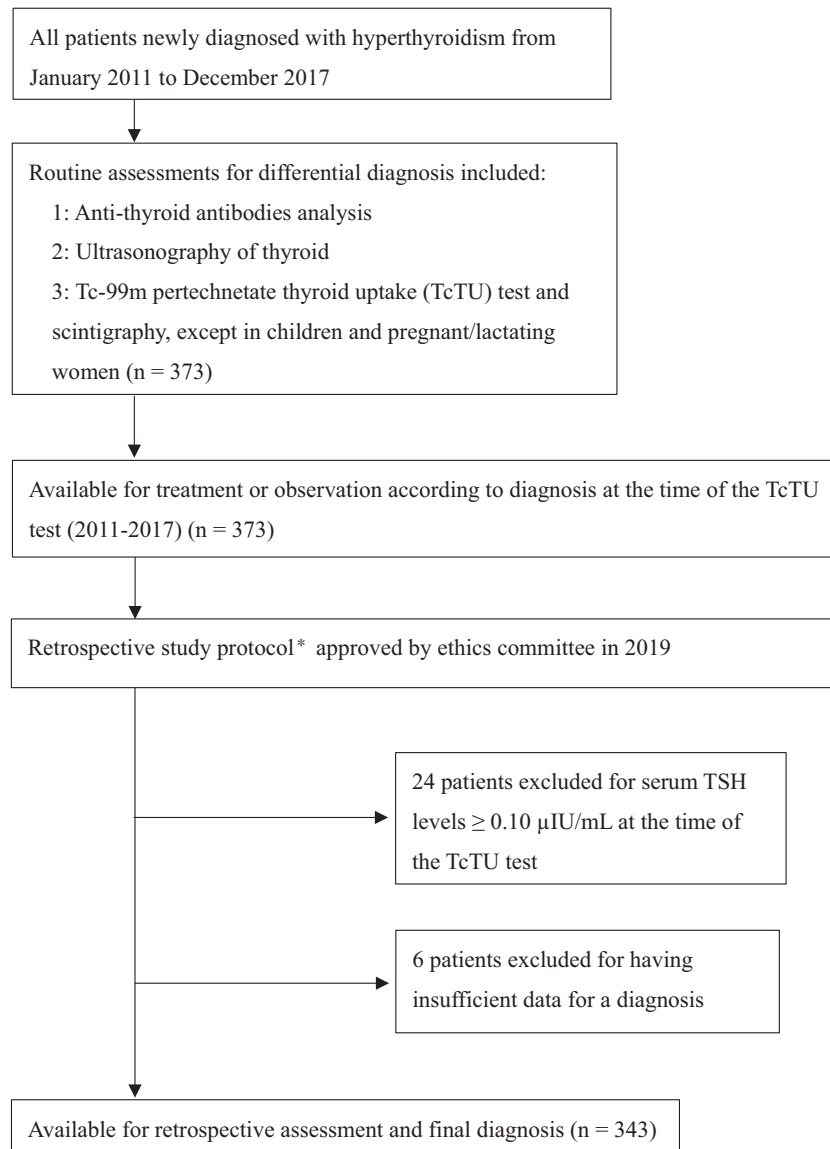 All patients newly diagnosed with hyperthyroidism from
January 2011 to December 2017
Routine assessments for differential diagnosis included:
1: Anti-thyroid antibodies analysis
2: Ultrasonography of thyroid
3: Tc-99m pertechnetate thyroid uptake (TcTU) test and
scintigraphy, except in children and pregnant/lactating
women (n = 373)
Available for treatment or observation according to diagnosis at the time of the TcTU
test (2011-2017) (n = 373)
Retrospective study protocol* approved by ethics committee in 2019
24 patients excluded for serum TSH
levels ≥ 0.10 µIU/mL at the time of
the TcTU test
6 patients excluded for having
insufficient data for a diagnosis
Available for retrospective assessment and final diagnosis (n = 343)